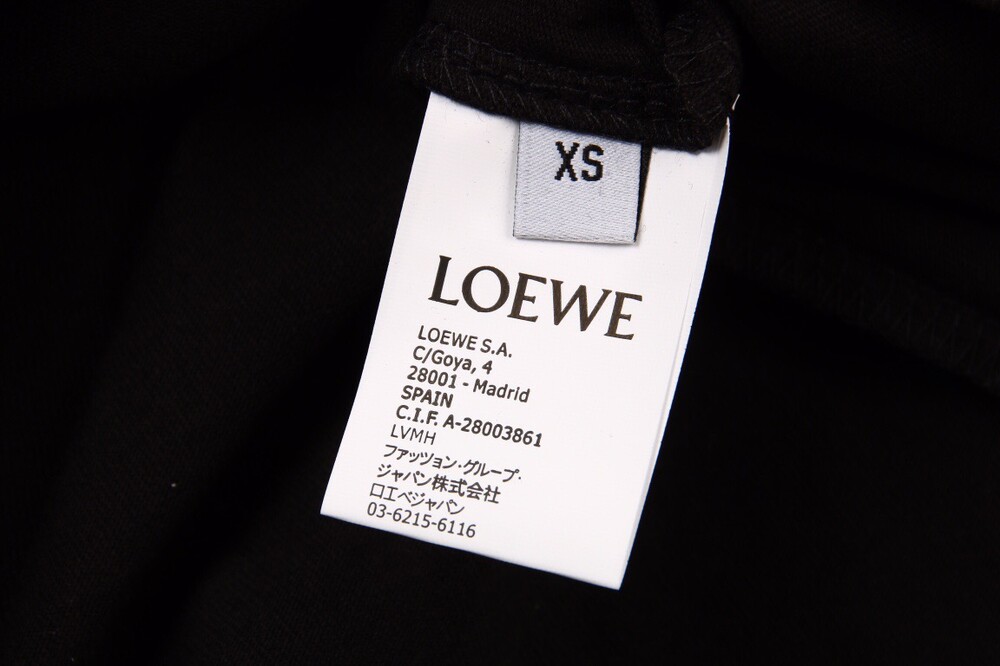 XS
LOEWE
LOEWE S.A.
C/Goya, 4
28001 - Madrid
SPAIN
C.I.F. A-28003861
LVMH
ファッツョン·グループ·
ジャパン株式会社
ロエベジャパン
03-6215-6116